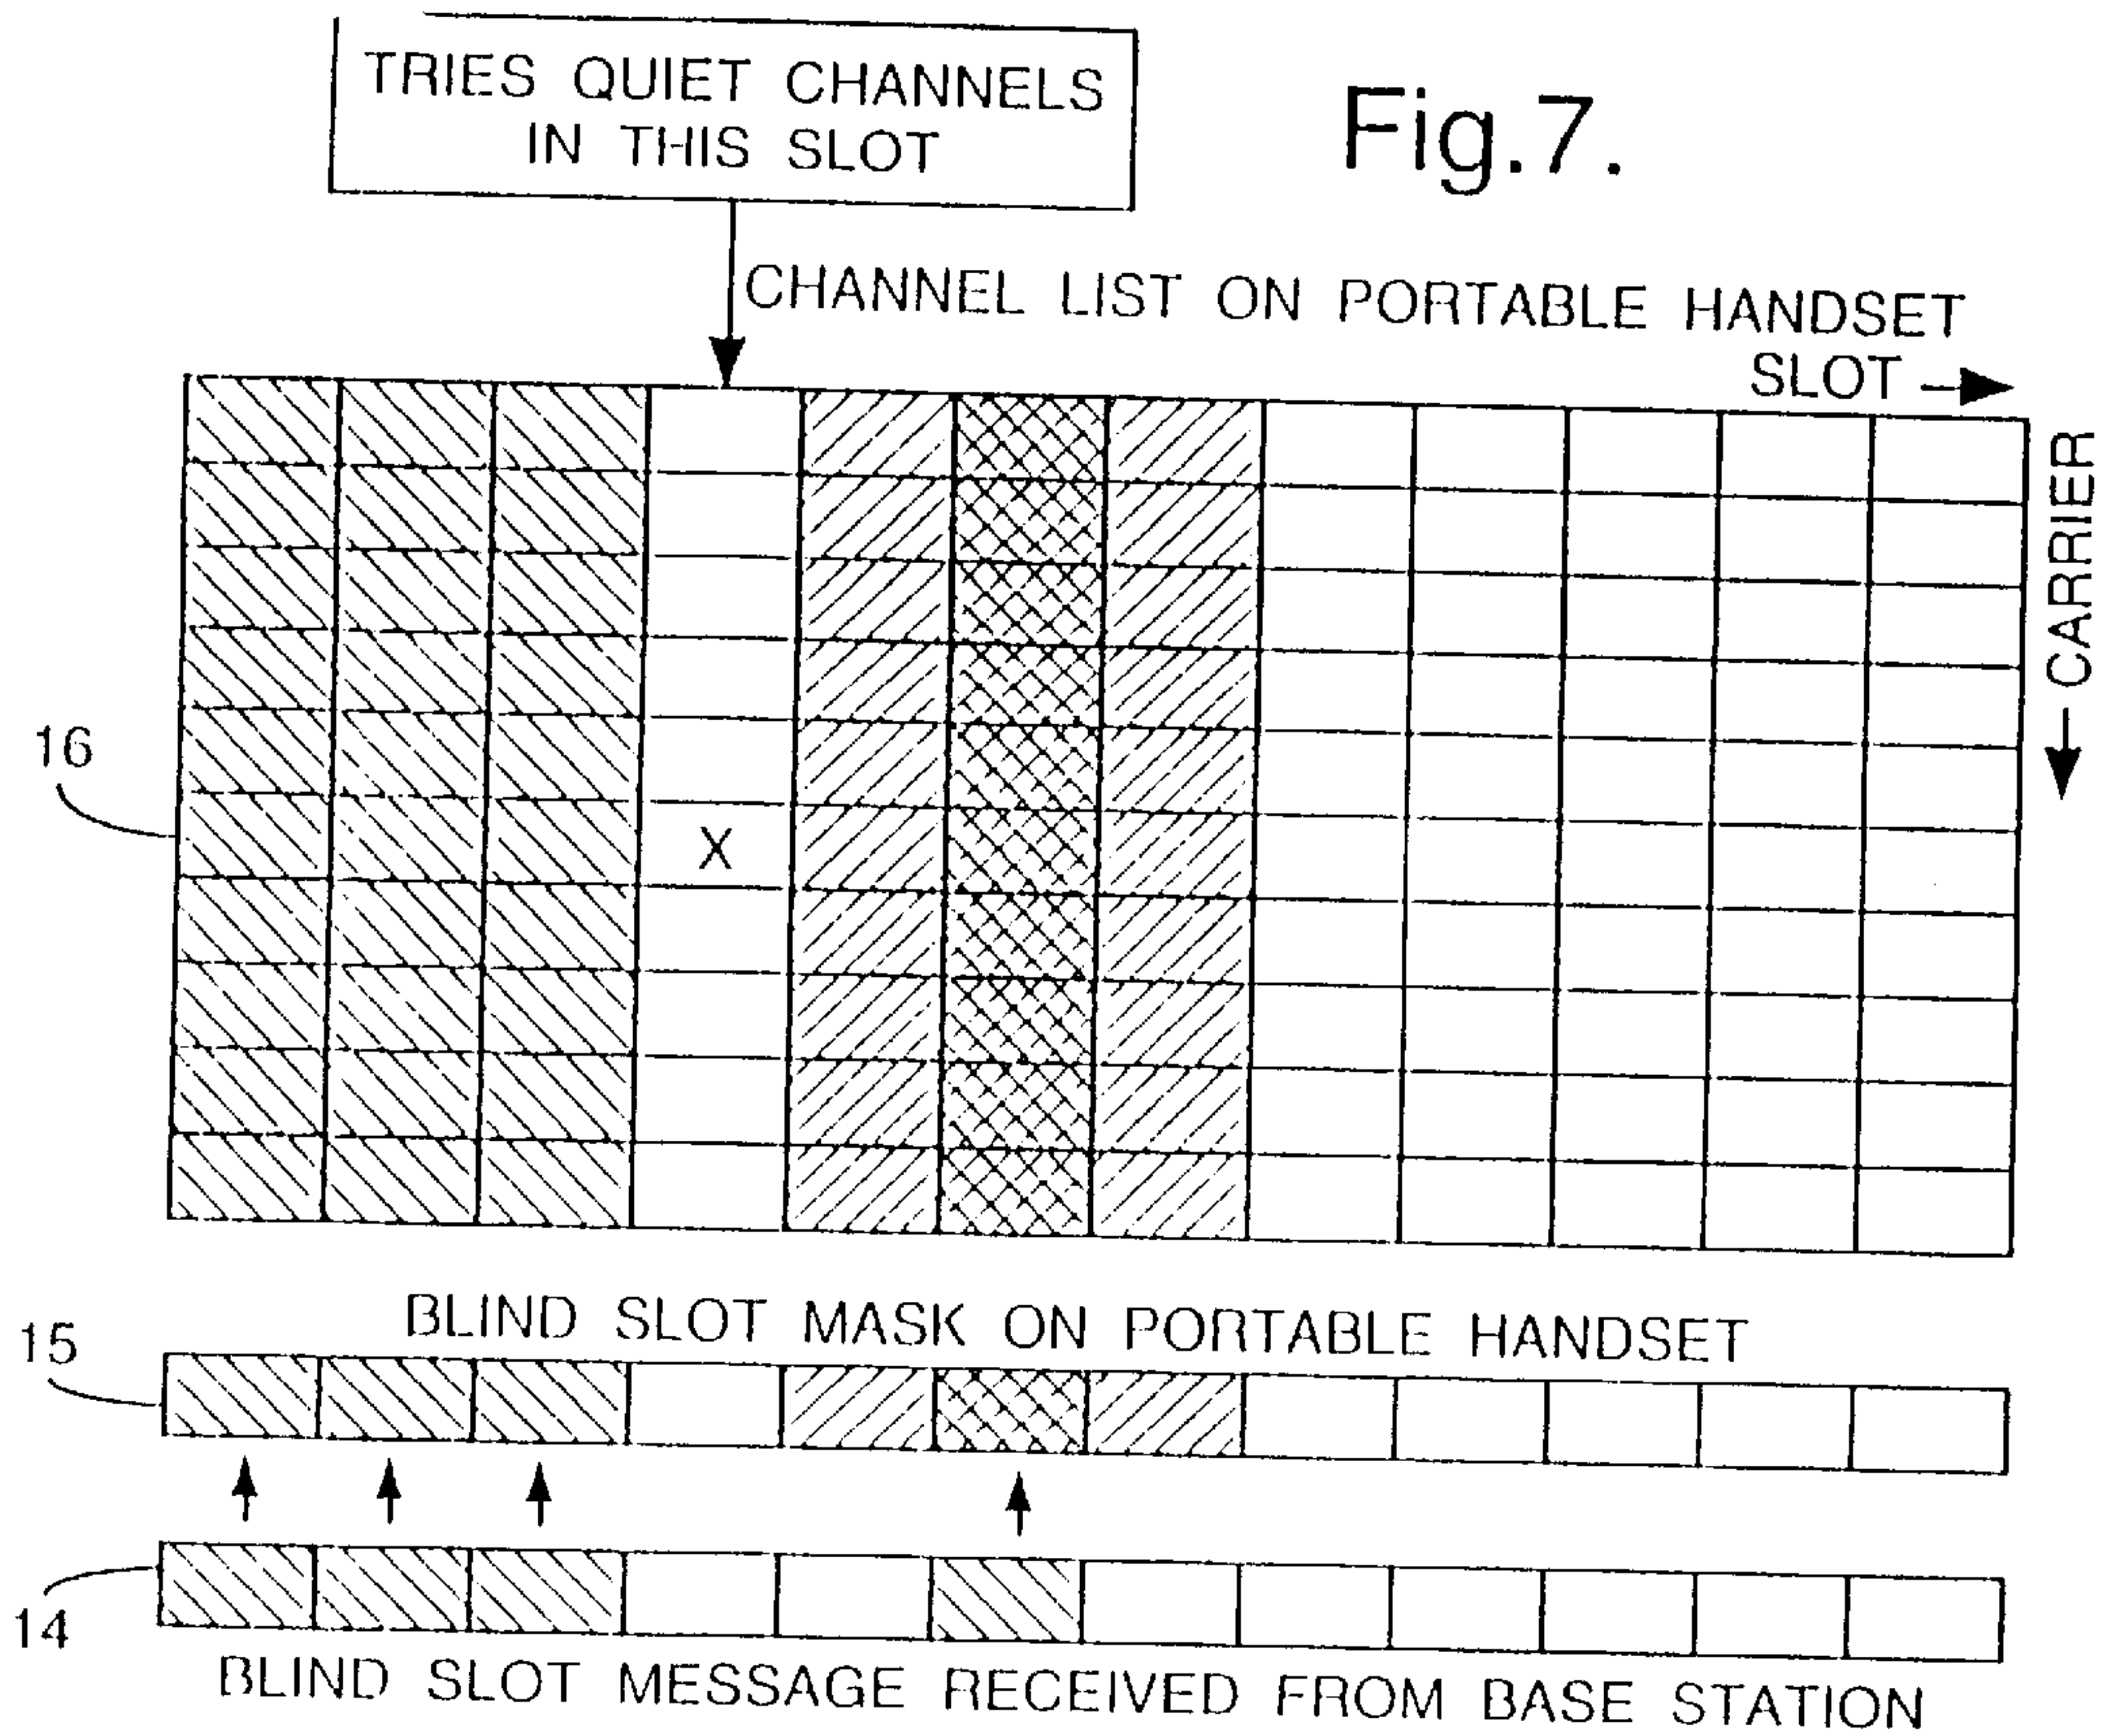 TRIES QUIET CHANNELS
IN THIS SLOT
Fig.7.
CHANNEL LIST ON PORTABLE HANDSET
SLOT
CARRIER
16
X
BLIND SLOT MASK ON PORTABLE HANDSET
15
14
BLIND SLOT MESSAGE RECEIVED FROM BASE STATION